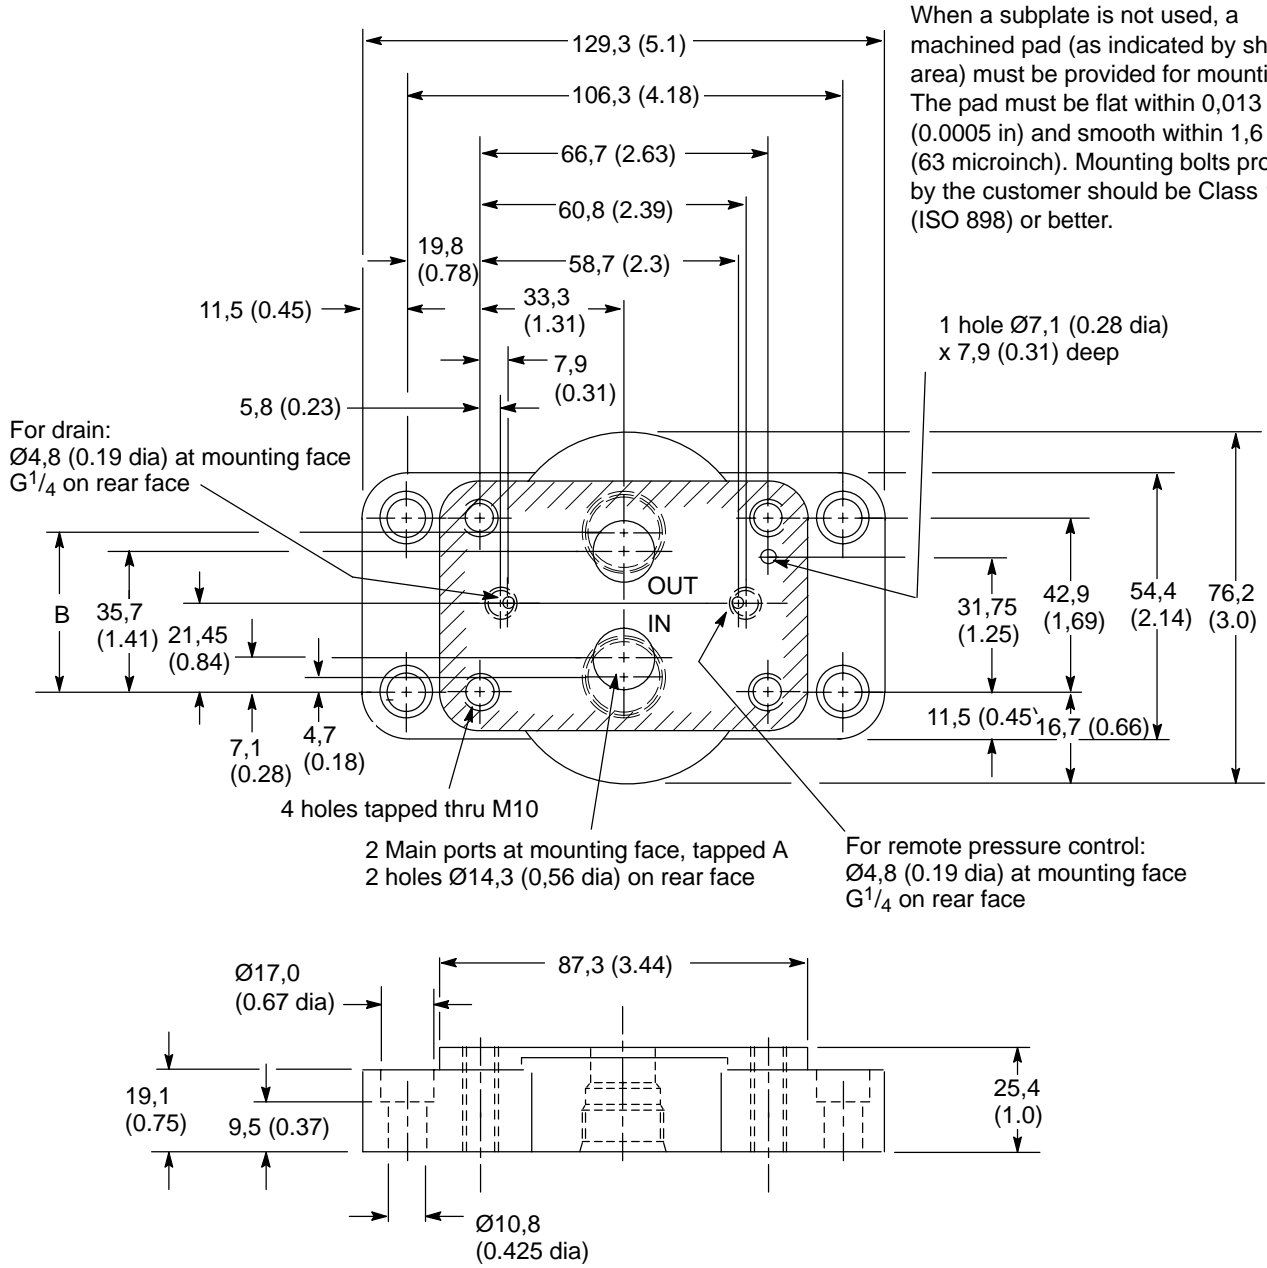 When a subplate is not used, a
machined pad (as indicated by sh
area) must be provided for mounti
The pad must be flat within 0,013
(0.0005 in) and smooth within 1,6
(63 microinch). Mounting bolts pro
by the customer should be Class
(ISO 898) or better.
129,3 (5.1)
106,3 (4.18)
66,7 (2.63)
60,8 (2.39)
19,8
(0.78)
58,7 (2.3)
11,5 (0.45)
33,3
(1.31)
1 hole Ø7,1 (0.28 dia)
x 7,9 (0.31) deep
7,9
(0.31)
5,8 (0.23)
For drain:
Ø4,8 (0.19 dia) at mounting face
G1/4 on rear face
OUT
IN
B
35,7
(1.41)
21,45
(0.84)
31,75
(1.25)
42,9
(1,69)
54,4
(2.14)
76,2
(3.0)
7,1
(0.28)
4,7
(0.18)
11,5 (0.45
16,7 (0.66)
4 holes tapped thru M10
2 Main ports at mounting face, tapped A
2 holes Ø14,3 (0,56 dia) on rear face
For remote pressure control:
Ø4,8 (0.19 dia) at mounting face
G1/4 on rear face
Ø17,0
(0.67 dia)
87,3 (3.44)
19,1
(0.75)
9,5 (0.37)
25,4
(1.0)
Ø10,8
(0.425 dia)